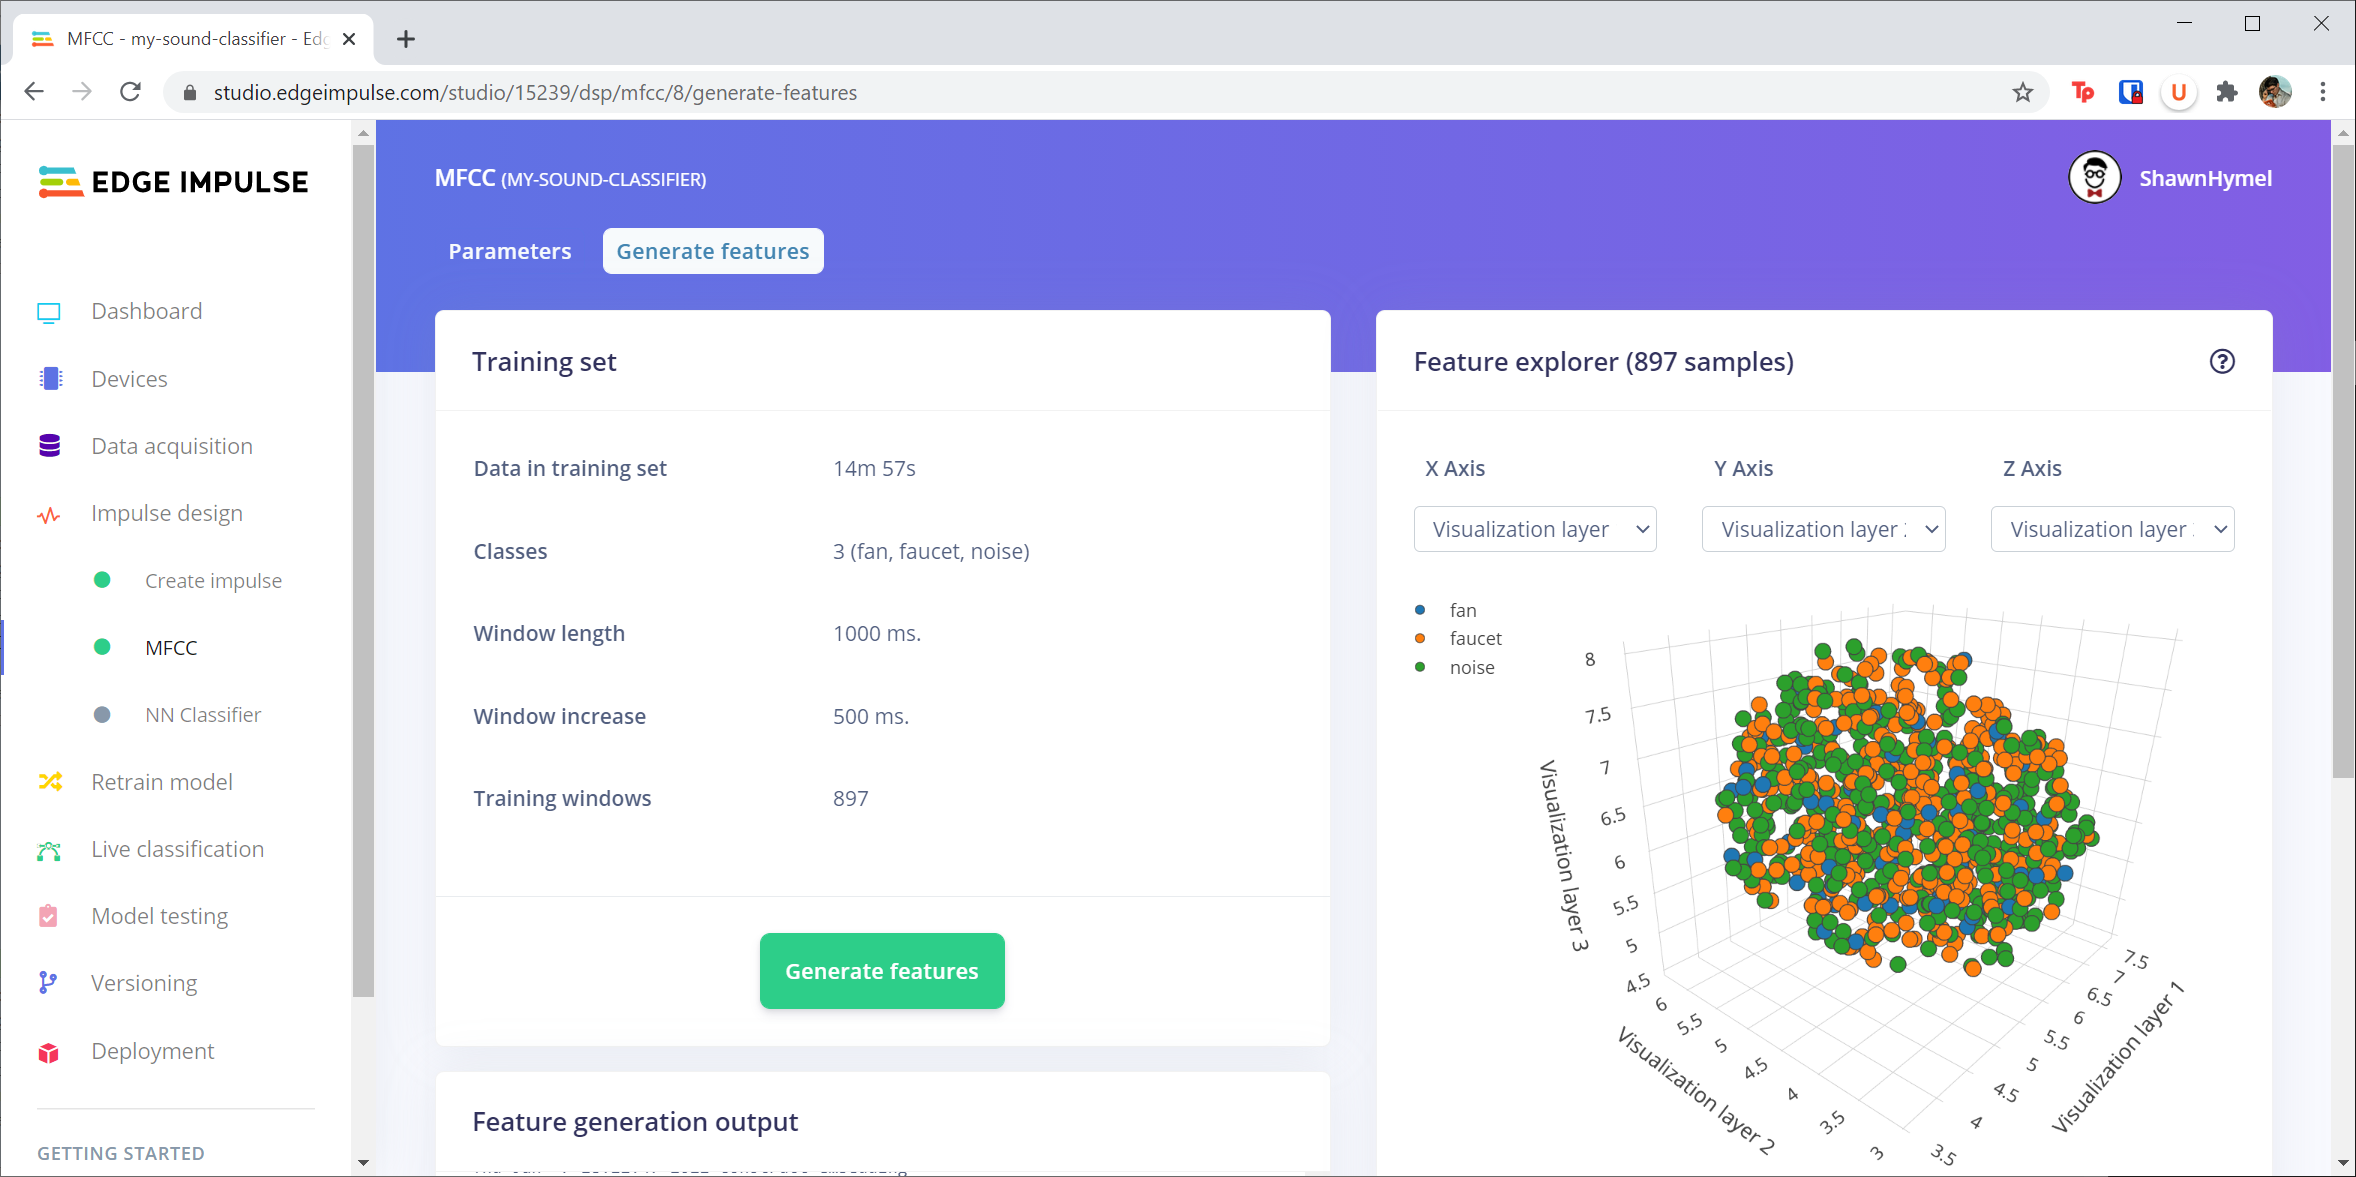 MFCC - my-sound-classifier - Edg
studio.edgeimpulse.com/studio/15239/dsp/mfcc/8/generate-features
Tp
U
EDGE IMPULSE
Dashboard
Devices
Data acquisition
Impulse design
Create impulse
MFCC
NN Classifier
Retrain model
Live classification
Model testing
Versioning
Deployment
GETTING STARTED
MFCC (MY-SOUND-CLASSIFIER)
ShawnHymel
Parameters
Generate features
Training set
Data in training set 14m 57s
Classes 3 (fan, faucet, noise)
Window length 1000 ms.
Window increase 500 ms.
Training windows 897
Generate features
Feature generation output
Feature explorer (897 samples)
X Axis Y Axis Z Axis
Visualization layer Visualization layer Visualization layer
fan
faucet
noise
8
7.5
7
6.5
6
5.5
5
4.5
Visualization layer 3
6
5.5
5
4.5
4
3.5
3
Visualization layer 2
7.5
7
6.5
6
5.5
5
4.5
4
3.5
Visualization layer 1